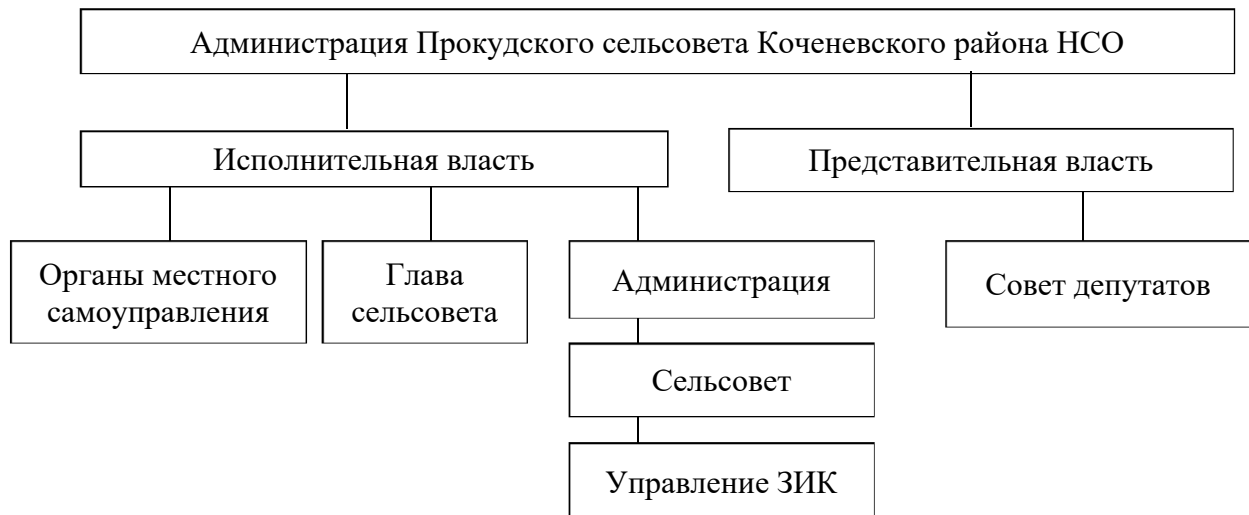 Администрация Прокудского сельсовета Коченевского района НСО
Исполнительная власть
Представительная власть
Органы местного
самоуправления
Глава
сельсовета
Администрация
Совет депутатов
Сельсовет
Управление ЗИК